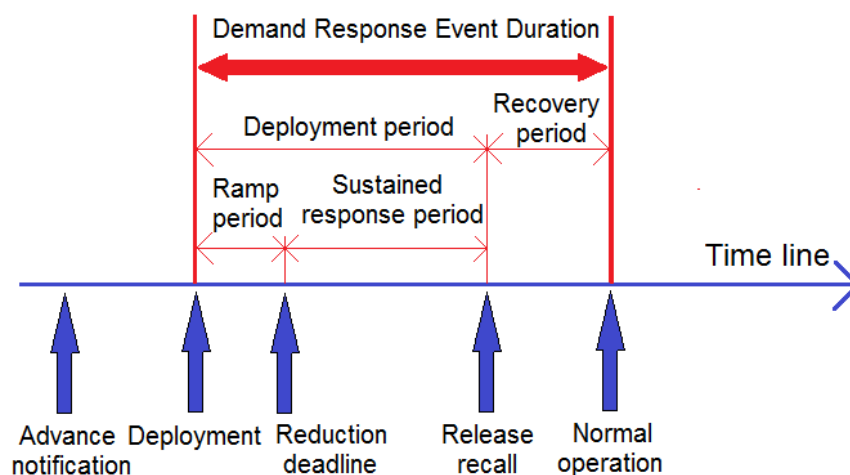 Demand Response Event Duration
Recovery
period
Deployment period
Ramp
period
Sustained
response period
Time line
Advance
notification
Deployment
Reduction
deadline
Release
recall
Normal
operation